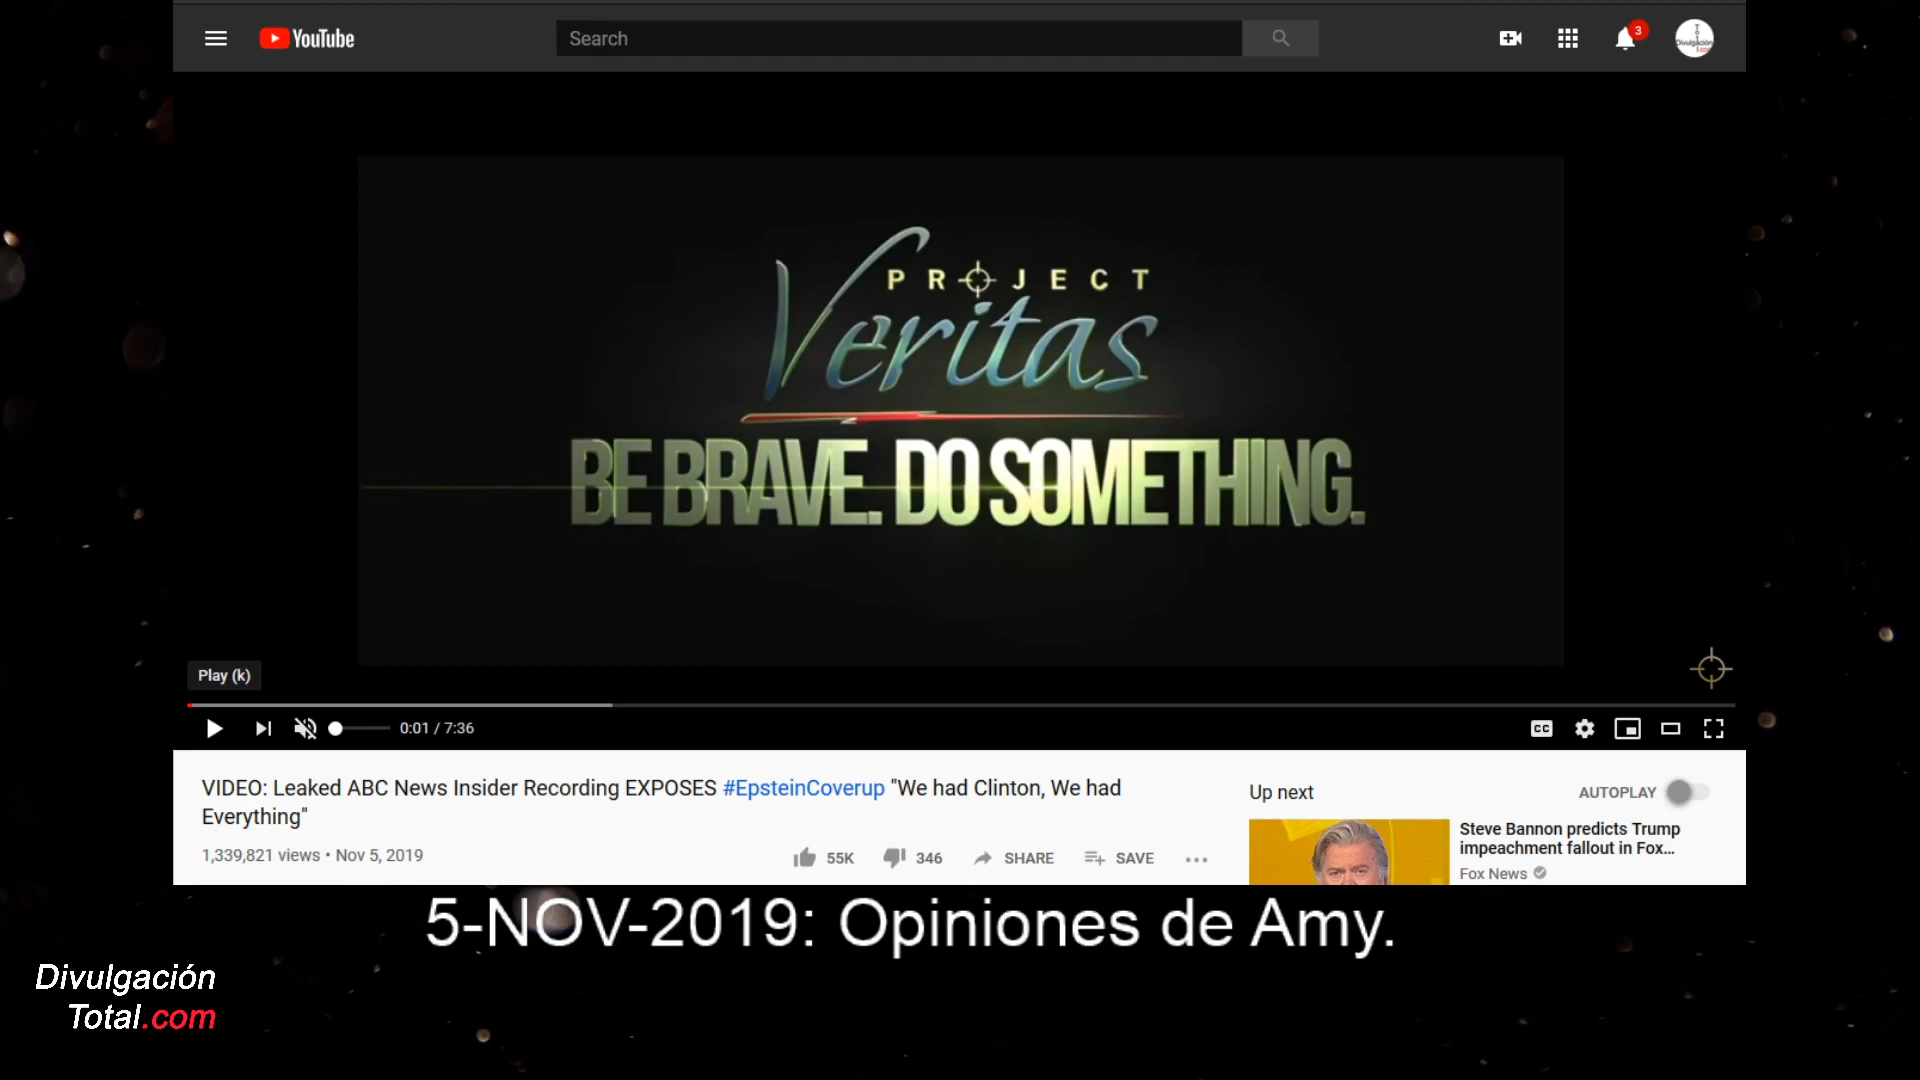 YouTube
Search
3
PROJECT
Veritas
BE BRAVE. DO SOMETHING.
Play (k)
0:01 / 7:36
CC
VIDEO: Leaked ABC News Insider Recording EXPOSES #EpsteinCoverup "We had Clinton, We had
Everything"
1,339,821 views • Nov 5, 2019
55K
346
SHARE
SAVE
Up next
AUTOPLAY
Steve Bannon predicts Trump
impeachment fallout in Fox...
Fox News
5-NOV-2019: Opiniones de Amy.
Divulgación
Total.com